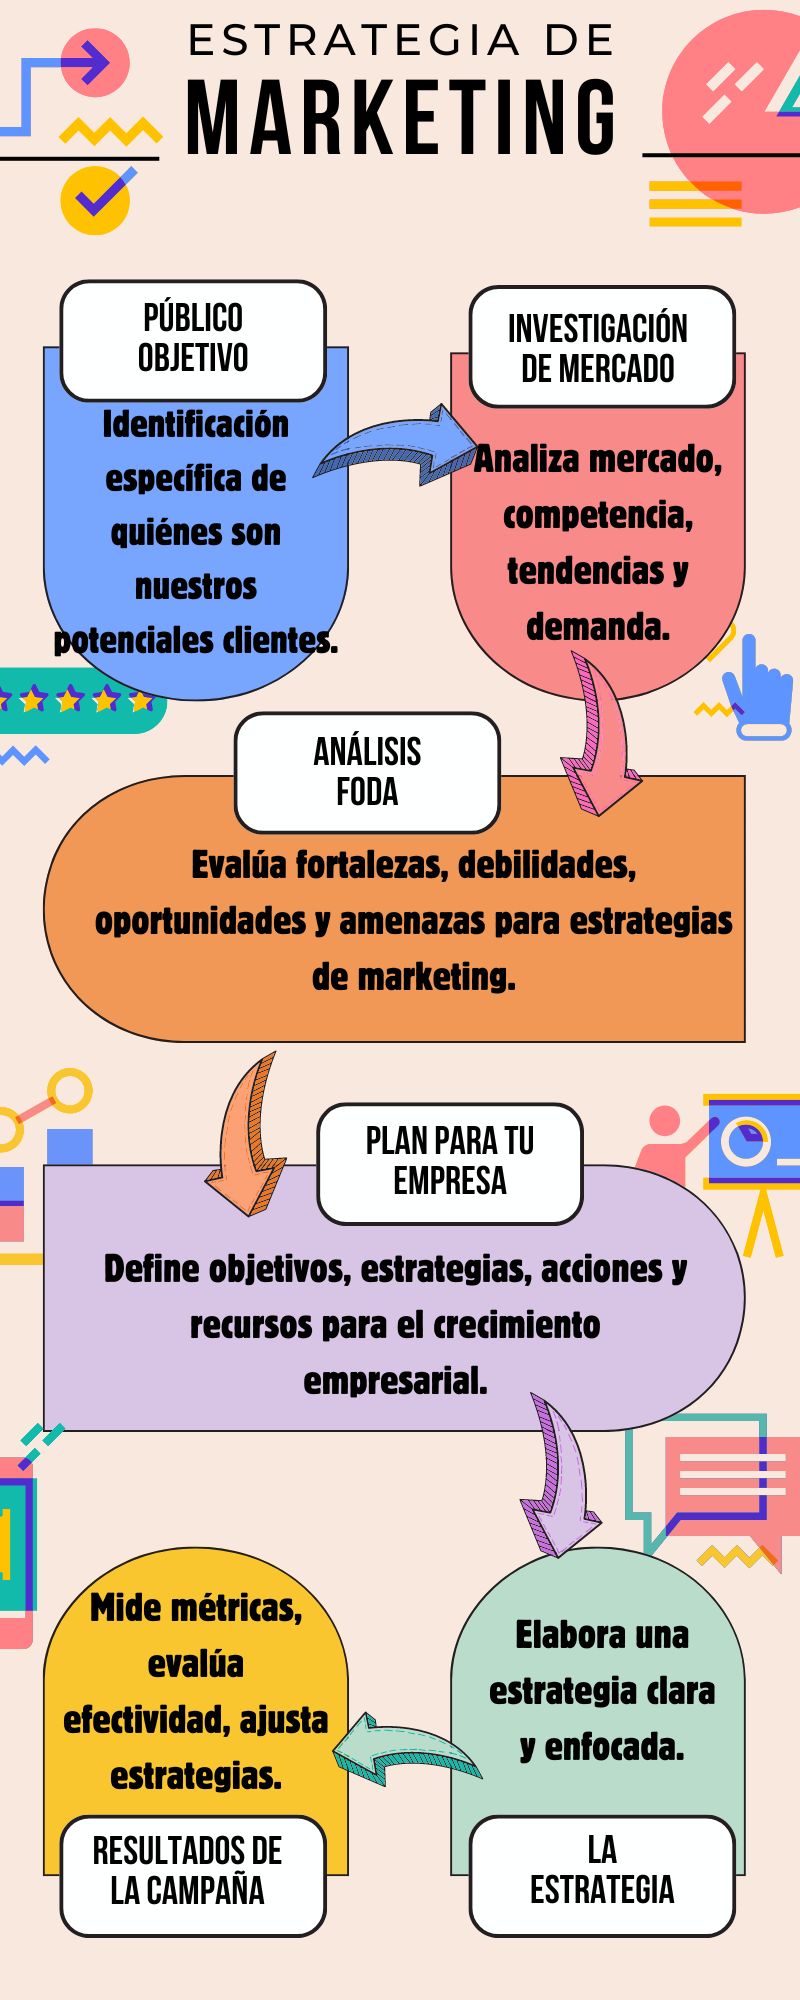 ESTRATEGIA DE
MARKETING
PÚBLICO
OBJETIVO
Identificación
específica de
quiénes son
nuestros
potenciales clientes.
INVESTIGACIÓN
DE MERCADO
Analiza mercado,
competencia,
tendencias y
demanda.
ANÁLISIS
FODA
Evalúa fortalezas, debilidades,
oportunidades y amenazas para estrategias
de marketing.
PLAN PARA TU
EMPRESA
Define objetivos, estrategias, acciones y
recursos para el crecimiento
empresarial.
Elabora una
estrategia clara
y enfocada.
LA
ESTRATEGIA
Mide métricas,
evalúa
efectividad, ajusta
estrategias.
RESULTADOS DE
LA CAMPAÑA